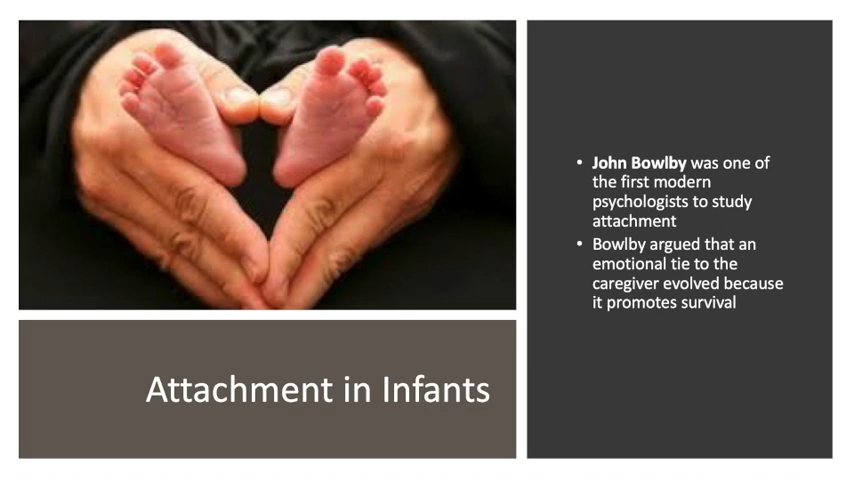 • John Bowlby was one of
the first modern
psychologists to study
attachment
• Bowlby argued that an
emotional tie to the
caregiver evolved because
it promotes survival
Attachment in Infants